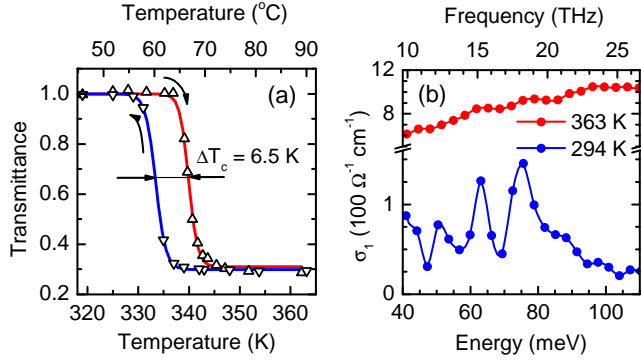 Temperature (°C)
50 60 70 80 90
(a)
ΔT_c = 6.5 K
Transmittance
1.0
0.8
0.6
0.4
0.2
320 330 340 350 360
Temperature (K)
Frequency (THz)
10 15 20 25
(b)
363 K
294 K
σ₁ (100 Ω⁻¹ cm⁻¹)
12
8
1
0
40 60 80 100
Energy (meV)